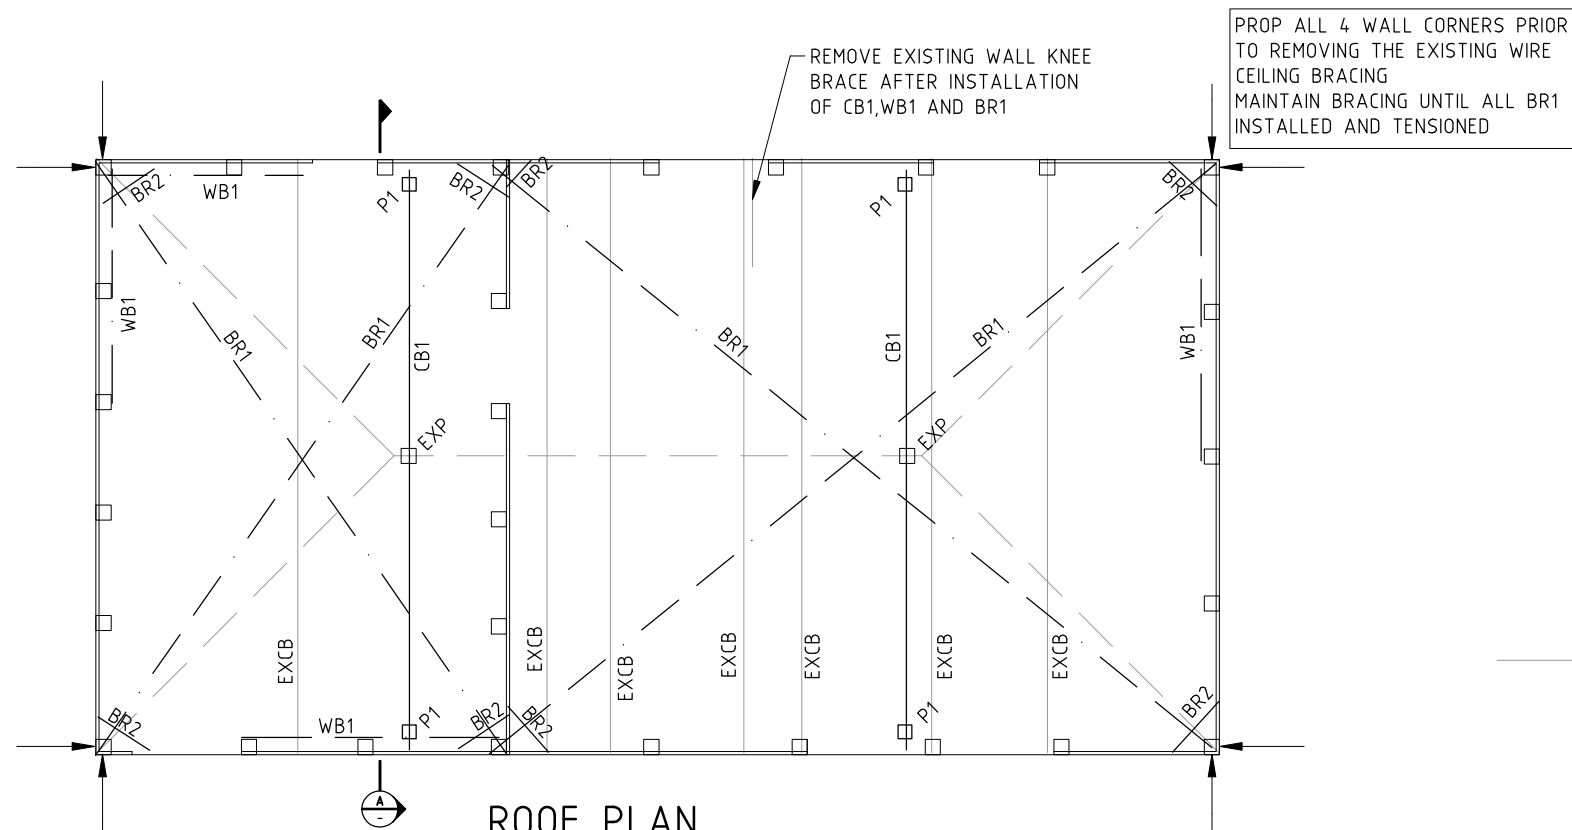 PROP ALL 4 WALL CORNERS PRIOR
TO REMOVING THE EXISTING WIRE
CEILING BRACING
MAINTAIN BRACING UNTIL ALL BR1
INSTALLED AND TENSIONED
REMOVE EXISTING WALL KNEE
BRACE AFTER INSTALLATION
OF CB1,WB1 AND BR1
BR2
WB1
P1
BR2
BR2
P1
BR2
WB1
BR1
BR1
CB1
BR1
CB1
BR1
WB1
EXP
EXP
EXCB
EXCB
EXCB
EXCB
EXCB
EXCB
EXCB
BR2
WB1
P1
BR2
BR2
P1
BR2
A
-
ROOF PLAN